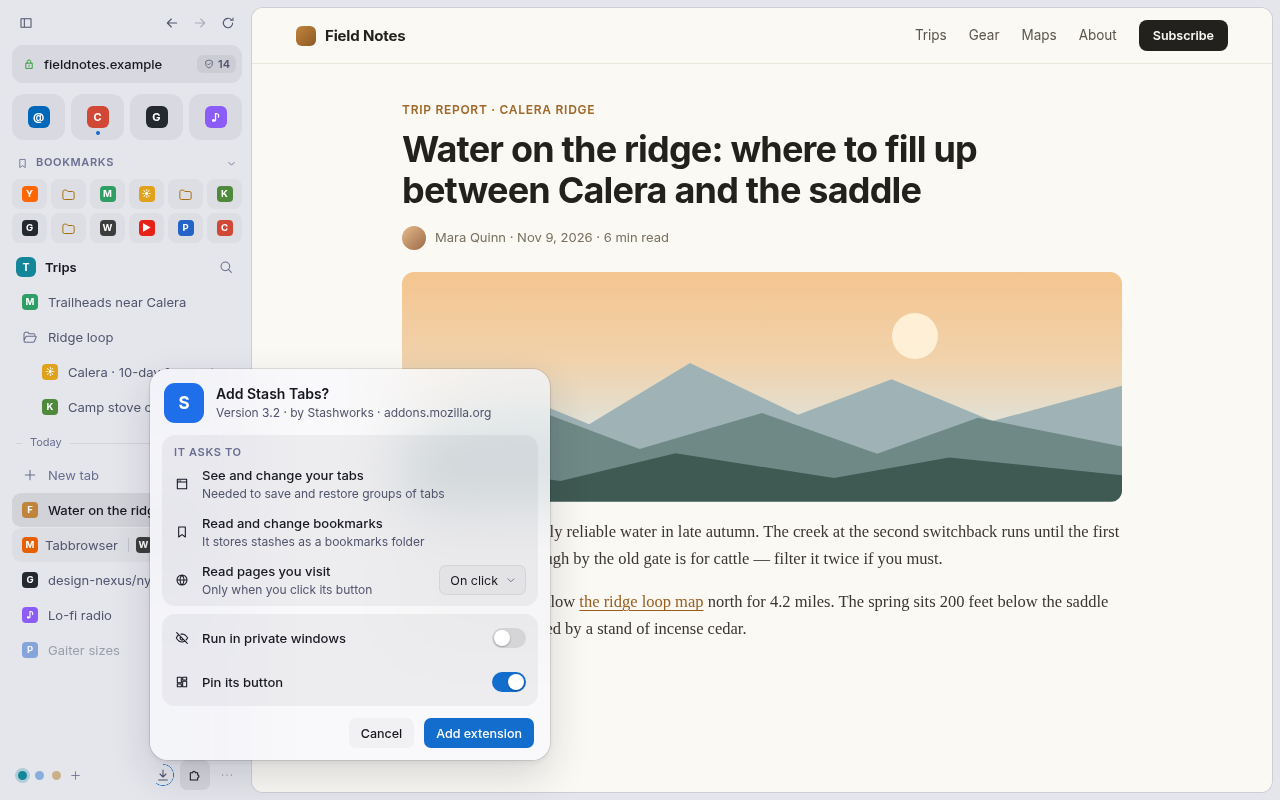 fieldnotes.example
14
@
C
G
BOOKMARKS
Y
M
K
G
W
P
C
T
Trips
M
Trailheads near Calera
Ridge loop
Calera · 10-day
K
Camp stove
Today
New tab
F
Water on the ridg
M
Tabbrowser
W
G
design-nexus/ny
Lo-fi radio
P
Gaiter sizes
Field Notes
Trips
Gear
Maps
About
Subscribe
TRIP REPORT · CALERA RIDGE
Water on the ridge: where to fill up
between Calera and the saddle
Mara Quinn · Nov 9, 2026 · 6 min read
ly reliable water in late autumn. The creek at the second switchback runs until the first
ugh by the old gate is for cattle — filter it twice if you must.
low the ridge loop map north for 4.2 miles. The spring sits 200 feet below the saddle
ed by a stand of incense cedar.
S
Add Stash Tabs?
Version 3.2 · by Stashworks · addons.mozilla.org
IT ASKS TO
See and change your tabs
Needed to save and restore groups of tabs
Read and change bookmarks
It stores stashes as a bookmarks folder
Read pages you visit
Only when you click its button
On click
Run in private windows
Pin its button
Cancel
Add extension